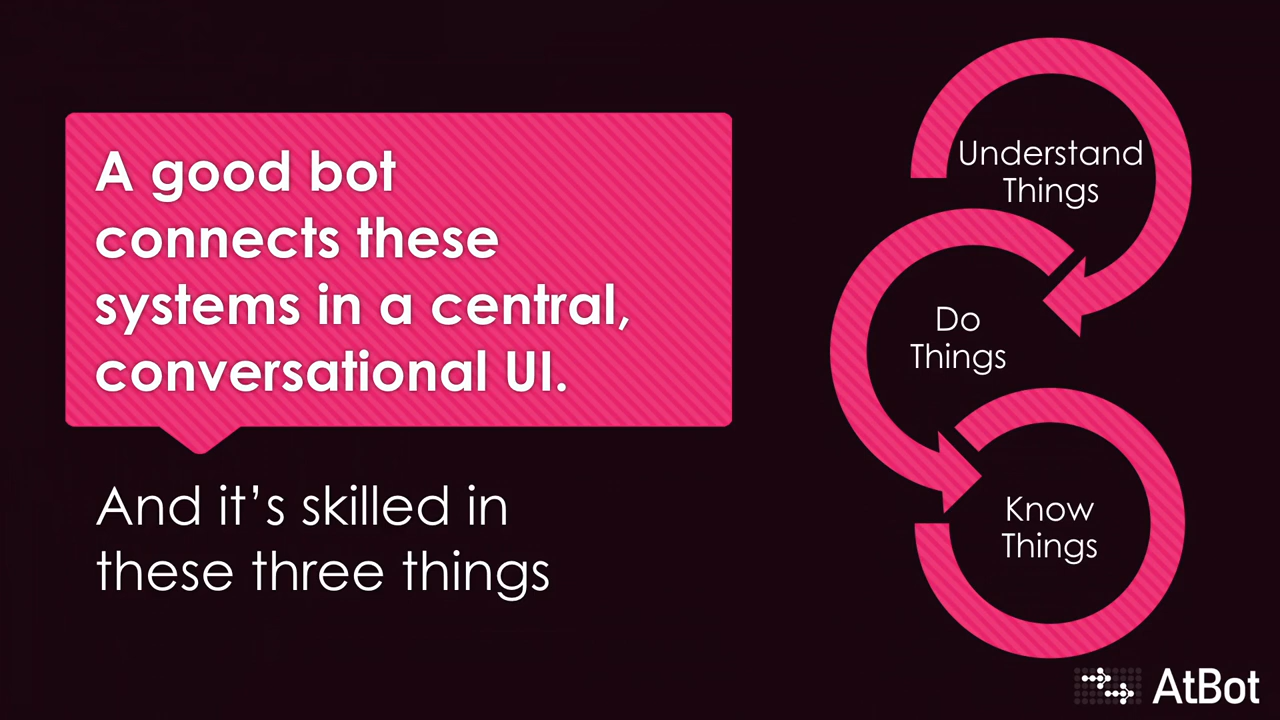 A good bot
connects these
systems in a central,
conversational UI.
And it's skilled in
these three things
Understand
Things
Do
Things
Know
Things
AtBot